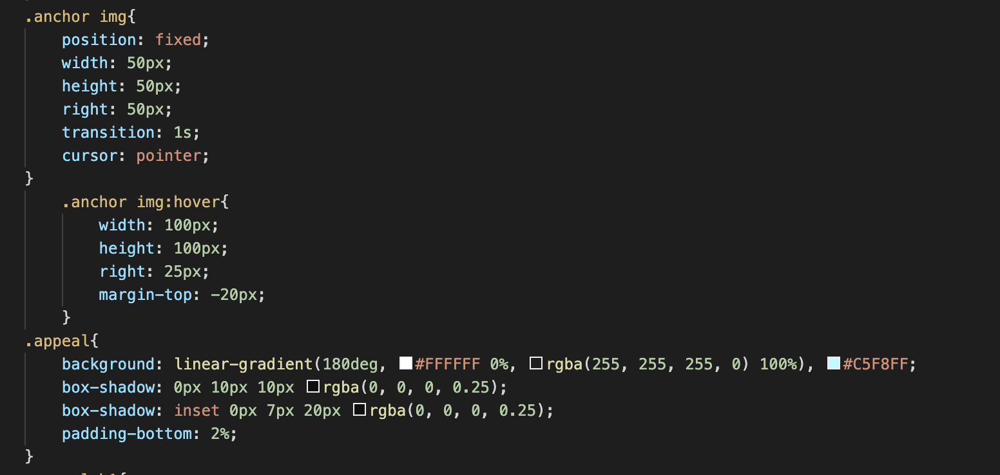 .anchor img{
    position: fixed;
    width: 50px;
    height: 50px;
    right: 50px;
    transition: 1s;
    cursor: pointer;
}
    .anchor img:hover{
        width: 100px;
        height: 100px;
        right: 25px;
        margin-top: -20px;
    }
.appeal{
    background: linear-gradient(180deg, #FFFFFF 0%, rgba(255, 255, 255, 0) 100%), #C5F8FF;
    box-shadow: 0px 10px 10px rgba(0, 0, 0, 0.25);
    box-shadow: inset 0px 7px 20px rgba(0, 0, 0, 0.25);
    padding-bottom: 2%;
}